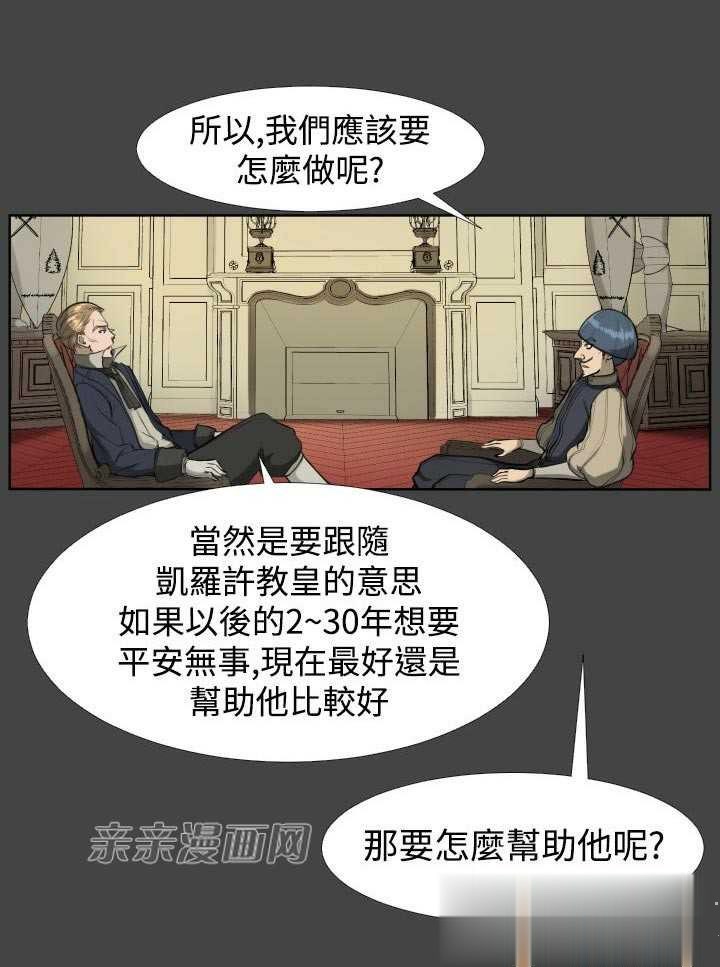 所以,我們應該要
怎麼做呢?
當然是要跟隨
凱羅許教皇的意思
如果以後的2~30年想要
平安無事,現在最好還是
幫助他比較好
亲亲漫画网
那要怎麼幫助他呢?